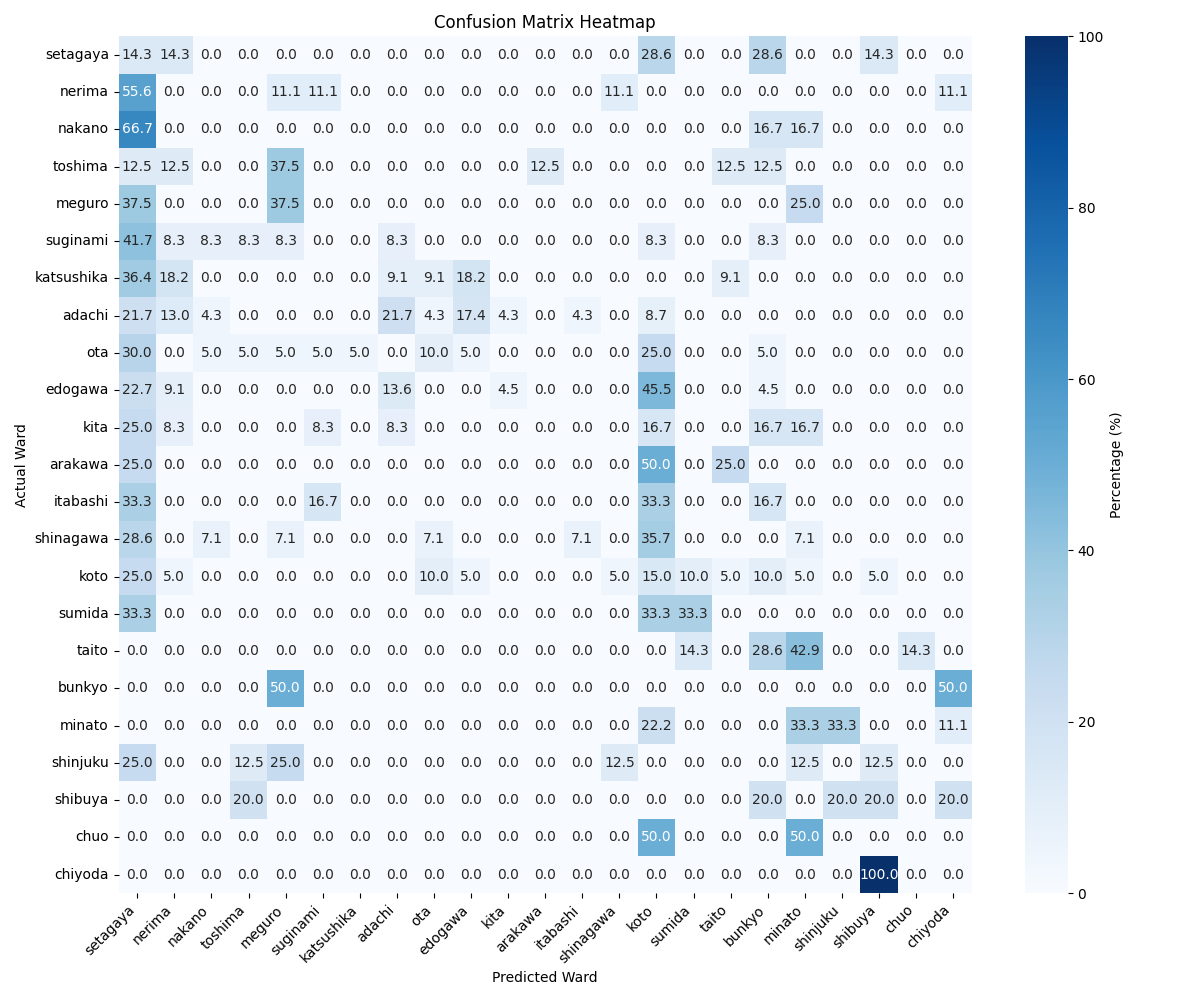 Confusion Matrix Heatmap
setagaya 14.3 14.3 0.0 0.0 0.0 0.0 0.0 0.0 0.0 0.0 0.0 0.0 0.0 0.0 28.6 0.0 0.0 28.6 0.0 0.0 14.3 0.0 0.0
nerima 55.6 0.0 0.0 0.0 11.1 11.1 0.0 0.0 0.0 0.0 0.0 0.0 0.0 11.1 0.0 0.0 0.0 0.0 0.0 0.0 0.0 0.0 11.1
nakano 66.7 0.0 0.0 0.0 0.0 0.0 0.0 0.0 0.0 0.0 0.0 0.0 0.0 0.0 0.0 0.0 0.0 16.7 16.7 0.0 0.0 0.0 0.0
toshima 12.5 12.5 0.0 0.0 37.5 0.0 0.0 0.0 0.0 0.0 0.0 12.5 0.0 0.0 0.0 0.0 12.5 12.5 0.0 0.0 0.0 0.0 0.0
meguro 37.5 0.0 0.0 0.0 37.5 0.0 0.0 0.0 0.0 0.0 0.0 0.0 0.0 0.0 0.0 0.0 0.0 0.0 25.0 0.0 0.0 0.0 0.0
suginami 41.7 8.3 8.3 8.3 8.3 0.0 0.0 8.3 0.0 0.0 0.0 0.0 0.0 0.0 8.3 0.0 0.0 8.3 0.0 0.0 0.0 0.0 0.0
katsushika 36.4 18.2 0.0 0.0 0.0 0.0 0.0 9.1 9.1 18.2 0.0 0.0 0.0 0.0 0.0 0.0 9.1 0.0 0.0 0.0 0.0 0.0 0.0
adachi 21.7 13.0 4.3 0.0 0.0 0.0 0.0 21.7 4.3 17.4 4.3 0.0 4.3 0.0 8.7 0.0 0.0 0.0 0.0 0.0 0.0 0.0 0.0
ota 30.0 0.0 5.0 5.0 5.0 5.0 5.0 0.0 10.0 5.0 0.0 0.0 0.0 0.0 25.0 0.0 0.0 5.0 0.0 0.0 0.0 0.0 0.0
edogawa 22.7 9.1 0.0 0.0 0.0 0.0 0.0 13.6 0.0 0.0 4.5 0.0 0.0 0.0 45.5 0.0 0.0 4.5 0.0 0.0 0.0 0.0 0.0
kita 25.0 8.3 0.0 0.0 0.0 8.3 0.0 8.3 0.0 0.0 0.0 0.0 0.0 0.0 16.7 0.0 0.0 16.7 16.7 0.0 0.0 0.0 0.0
arakawa 25.0 0.0 0.0 0.0 0.0 0.0 0.0 0.0 0.0 0.0 0.0 0.0 0.0 0.0 50.0 0.0 25.0 0.0 0.0 0.0 0.0 0.0 0.0
itabashi 33.3 0.0 0.0 0.0 0.0 16.7 0.0 0.0 0.0 0.0 0.0 0.0 0.0 0.0 33.3 0.0 0.0 16.7 0.0 0.0 0.0 0.0 0.0
shinagawa 28.6 0.0 7.1 0.0 7.1 0.0 0.0 0.0 7.1 0.0 0.0 0.0 7.1 0.0 35.7 0.0 0.0 0.0 7.1 0.0 0.0 0.0 0.0
koto 25.0 5.0 0.0 0.0 0.0 0.0 0.0 0.0 10.0 5.0 0.0 0.0 0.0 5.0 15.0 10.0 5.0 10.0 5.0 0.0 5.0 0.0 0.0
sumida 33.3 0.0 0.0 0.0 0.0 0.0 0.0 0.0 0.0 0.0 0.0 0.0 0.0 0.0 33.3 33.3 0.0 0.0 0.0 0.0 0.0 0.0 0.0
taito 0.0 0.0 0.0 0.0 0.0 0.0 0.0 0.0 0.0 0.0 0.0 0.0 0.0 0.0 0.0 14.3 0.0 28.6 42.9 0.0 0.0 14.3 0.0
bunkyo 0.0 0.0 0.0 0.0 50.0 0.0 0.0 0.0 0.0 0.0 0.0 0.0 0.0 0.0 0.0 0.0 0.0 0.0 0.0 0.0 0.0 0.0 50.0
minato 0.0 0.0 0.0 0.0 0.0 0.0 0.0 0.0 0.0 0.0 0.0 0.0 0.0 0.0 22.2 0.0 0.0 0.0 33.3 33.3 0.0 0.0 11.1
shinjuku 25.0 0.0 0.0 12.5 25.0 0.0 0.0 0.0 0.0 0.0 0.0 0.0 0.0 12.5 0.0 0.0 0.0 0.0 12.5 0.0 12.5 0.0 0.0
shibuya 0.0 0.0 0.0 20.0 0.0 0.0 0.0 0.0 0.0 0.0 0.0 0.0 0.0 0.0 0.0 0.0 0.0 20.0 0.0 20.0 20.0 0.0 20.0
chuo 0.0 0.0 0.0 0.0 0.0 0.0 0.0 0.0 0.0 0.0 0.0 0.0 0.0 0.0 50.0 0.0 0.0 0.0 50.0 0.0 0.0 0.0 0.0
chiyoda 0.0 0.0 0.0 0.0 0.0 0.0 0.0 0.0 0.0 0.0 0.0 0.0 0.0 0.0 0.0 0.0 0.0 0.0 0.0 0.0 100.0 0.0 0.0
setagaya nerima nakano toshima meguro suginami katsushika adachi ota edogawa kita arakawa itabashi shinagawa koto sumida taito bunkyo minato shinjuku shibuya chuo chiyoda
Predicted Ward
Actual Ward
100
80
60
40
20
0
Percentage (%)